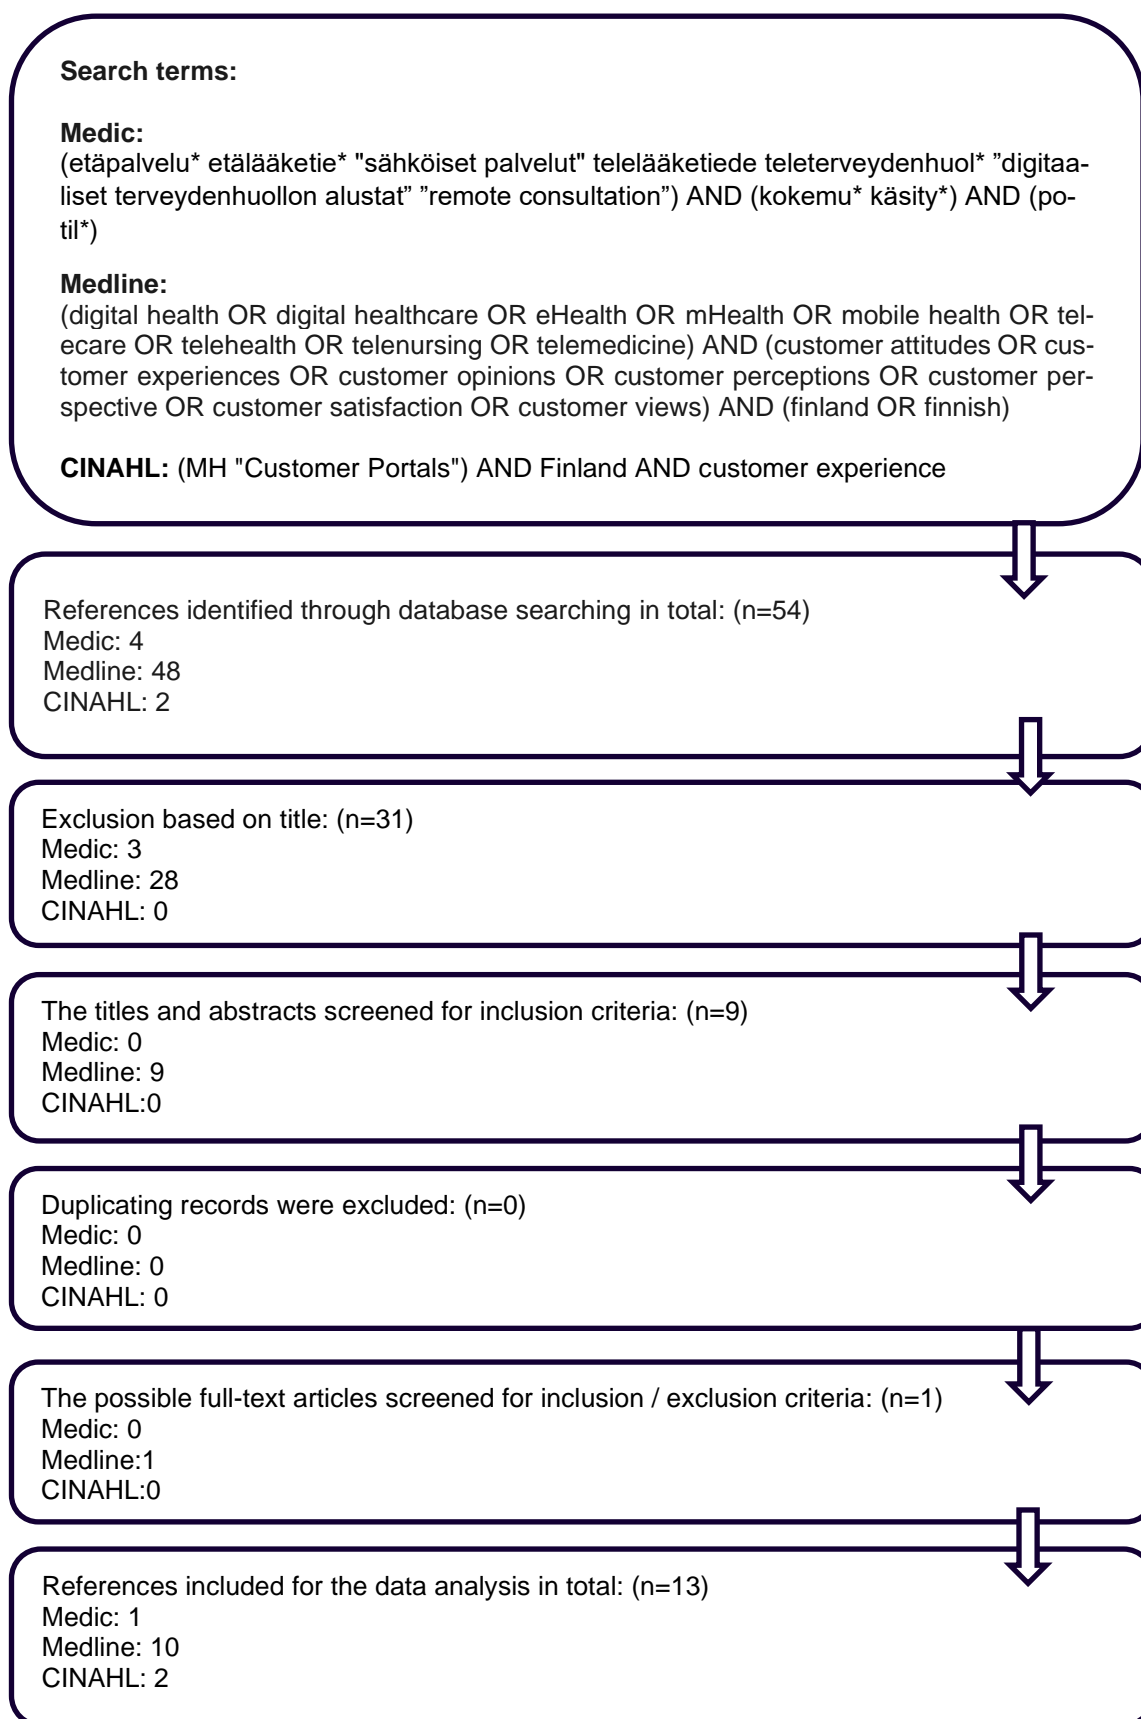 Search terms:
Medic:
(etäpalvelu* etälääketie* "sähköiset palvelut" telelääketiede teleterveydenhuol* ”digitaa-
liset terveydenhuollon alustat” ”remote consultation”) AND (kokemu* käsity*) AND (po-
til*)
Medline:
(digital health OR digital healthcare OR eHealth OR mHealth OR mobile health OR tel-
ecare OR telehealth OR telenursing OR telemedicine) AND (customer attitudes OR cus-
tomer experiences OR customer opinions OR customer perceptions OR customer per-
spective OR customer satisfaction OR customer views) AND (finland OR finnish)
CINAHL: (MH "Customer Portals") AND Finland AND customer experience
References identified through database searching in total: (n=54)
Medic: 4
Medline: 48
CINAHL: 2
Exclusion based on title: (n=31)
Medic: 3
Medline: 28
CINAHL: 0
The titles and abstracts screened for inclusion criteria: (n=9)
Medic: 0
Medline: 9
CINAHL:0
Duplicating records were excluded: (n=0)
Medic: 0
Medline: 0
CINAHL: 0
The possible full-text articles screened for inclusion / exclusion criteria: (n=1)
Medic: 0
Medline:1
CINAHL:0
References included for the data analysis in total: (n=13)
Medic: 1
Medline: 10
CINAHL: 2